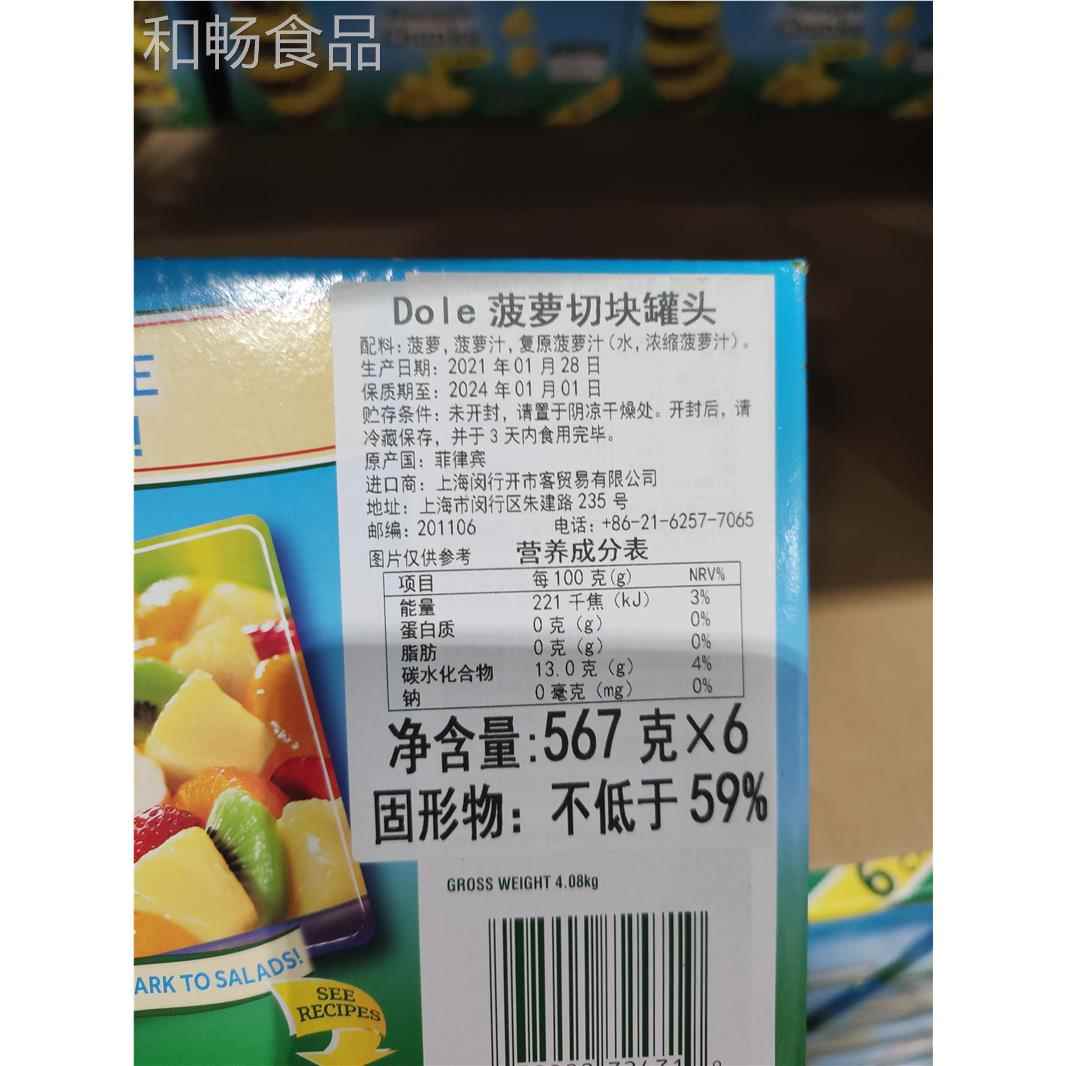 和畅食品
Dole 菠萝切块罐头
配料: 菠萝, 菠萝汁, 复原菠萝汁(水, 浓缩菠萝汁)。
生产日期: 2021 年 01 月 28 日
保质期至: 2024 年 01 月 01 日
贮存条件: 未开封, 请置于阴凉干燥处。开封后, 请
冷藏保存, 并于 3 天内食用完毕。
原产国: 菲律宾
进口商: 上海闵行开市客贸易有限公司
地址: 上海市闵行区朱建路 235 号
邮编: 201106 电话: +86-21-6257-7065
图片仅供参考 营养成分表
项目 每 100 克(g) NRV%
能量 221 千焦 (kJ) 3%
蛋白质 0 克 (g) 0%
脂肪 0 克 (g) 0%
碳水化合物 13.0 克 (g) 4%
钠 0 毫克 (mg) 0%
净含量: 567 克×6
固形物: 不低于 59%
GROSS WEIGHT 4.08kg
ARK TO SALADS!
SEE
RECIPES
6